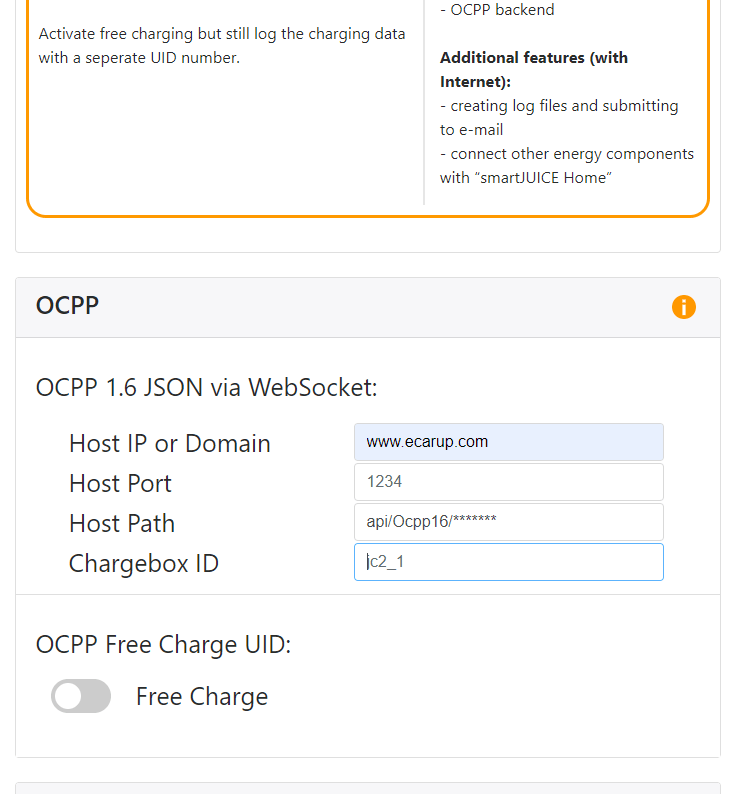 - OCPP backend
Activate free charging but still log the charging data
with a seperate UID number.
Additional features (with
Internet):
- creating log files and submitting
to e-mail
- connect other energy components
with “smartJUICE Home”
OCPP
i
OCPP 1.6 JSON via WebSocket:
Host IP or Domain www.ecarup.com
Host Port 1234
Host Path api/Ocpp16/*******
Chargebox ID jc2_1
OCPP Free Charge UID:
Free Charge